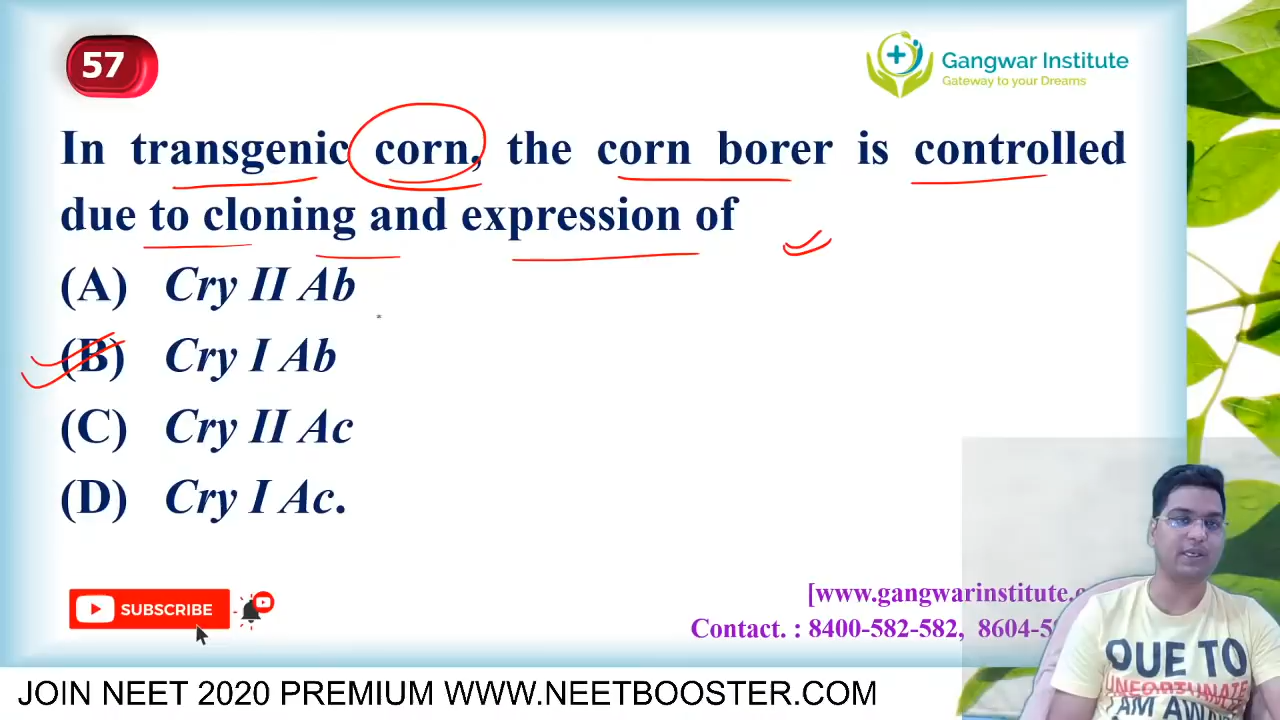 57
Gangwar Institute
Gateway to your Dreams
In transgenic corn, the corn borer is controlled
due to cloning and expression of
(A) Cry II Ab
(B) Cry I Ab
(C) Cry II Ac
(D) Cry I Ac.
SUBSCRIBE
[www.gangwarinstitute.c
Contact. : 8400-582-582, 8604-5
DUE TO
UNFORTUNATE
I AM
JOIN NEET 2020 PREMIUM WWW.NEETBOOSTER.COM